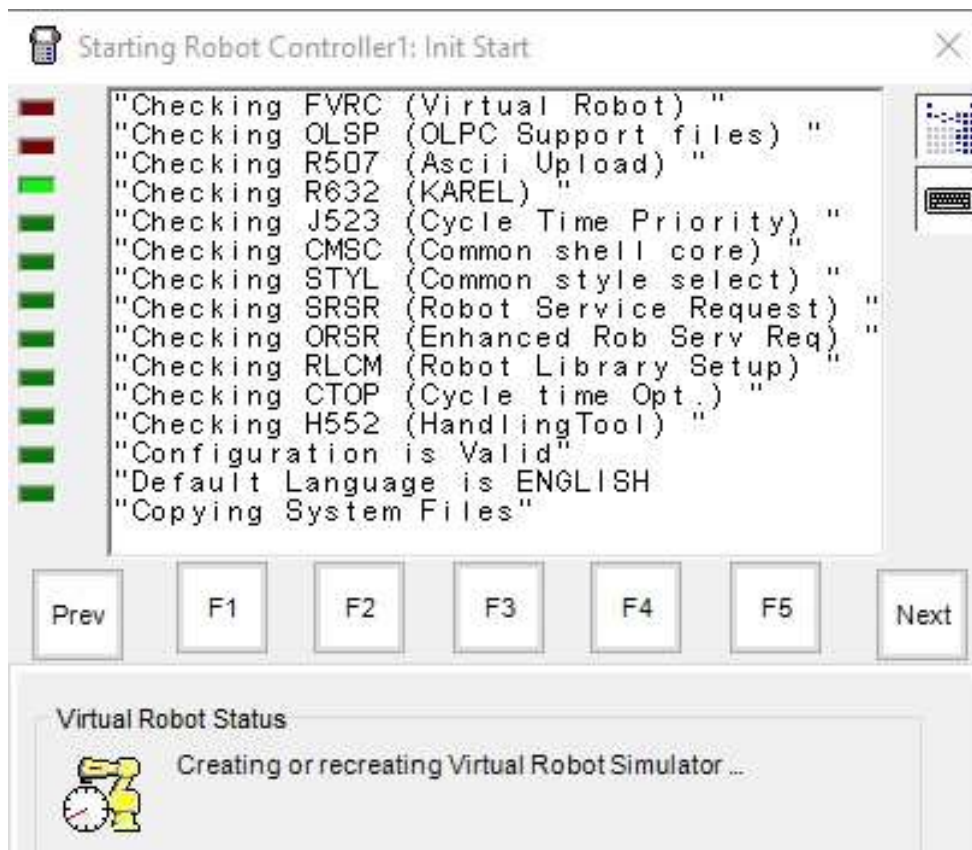 Starting Robot Controller1: Init Start
"Checking FVRC (Virtual Robot) "
"Checking OLSP (OLPC Support files) "
"Checking R507 (Ascii Upload) "
"Checking R632 (KAREL) "
"Checking J523 (Cycle Time Priority) "
"Checking CMSC (Common shell core) "
"Checking STYL (Common style select) "
"Checking SRSR (Robot Service Request) "
"Checking ORSR (Enhanced Rob Serv Req) "
"Checking RLCM (Robot Library Setup) "
"Checking CTOP (Cycle time Opt.) "
"Checking H552 (HandlingTool) "
"Configuration is Valid"
"Default Language is ENGLISH
"Copying System Files"
Prev F1 F2 F3 F4 F5 Next
Virtual Robot Status
Creating or recreating Virtual Robot Simulator ...